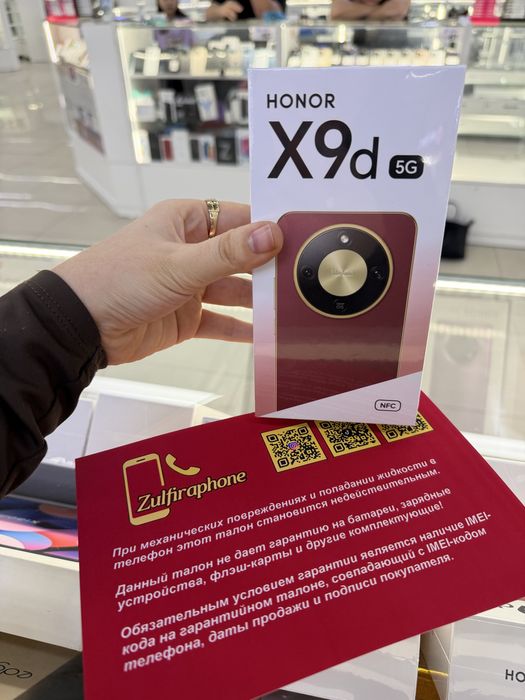 HONOR
X9d 5G
NFC
Zulfiraphone
При механических повреждениях и попадании жидкости в
телефон этот талон становится недействительным.
Данный талон не дает гарантию на батареи, зарядные
устройства, флэш-карты и другие комплектующие!
Обязательным условием гарантии является наличие IMEI-
кода на гарантийном талоне, совпадающий с IMEI-кодом
телефона, даты продажи и подписи покупателя.
HO